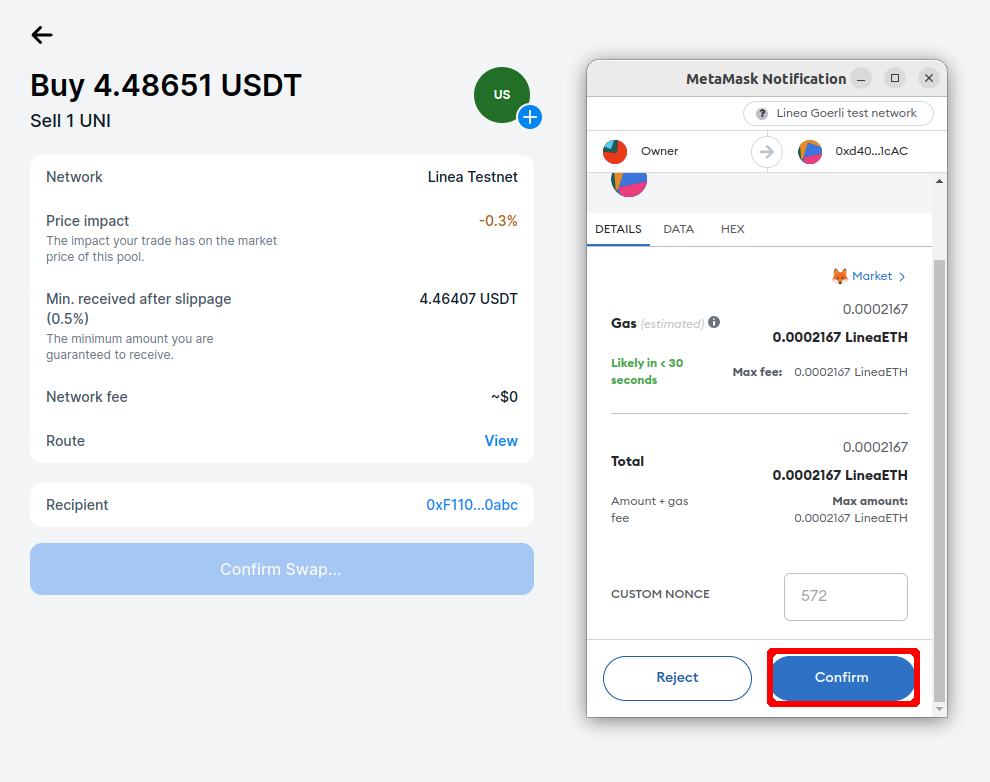 Buy 4.48651 USDT
Sell 1 UNI
US
Network
Linea Testnet
Price impact
-0.3%
The impact your trade has on the market
price of this pool.
Min. received after slippage
(0.5%)
4.46407 USDT
The minimum amount you are
guaranteed to receive.
Network fee
~$0
Route
View
Recipient
0xF110...0abc
Confirm Swap...
MetaMask Notification
? Linea Goerli test network
Owner
0xd40...1cAC
DETAILS
DATA
HEX
Market
0.0002167
Gas (estimated)
0.0002167 LineaETH
Likely in < 30
seconds
Max fee: 0.0002167 LineaETH
0.0002167
Total
0.0002167 LineaETH
Amount + gas
fee
Max amount:
0.0002167 LineaETH
CUSTOM NONCE
572
Reject
Confirm